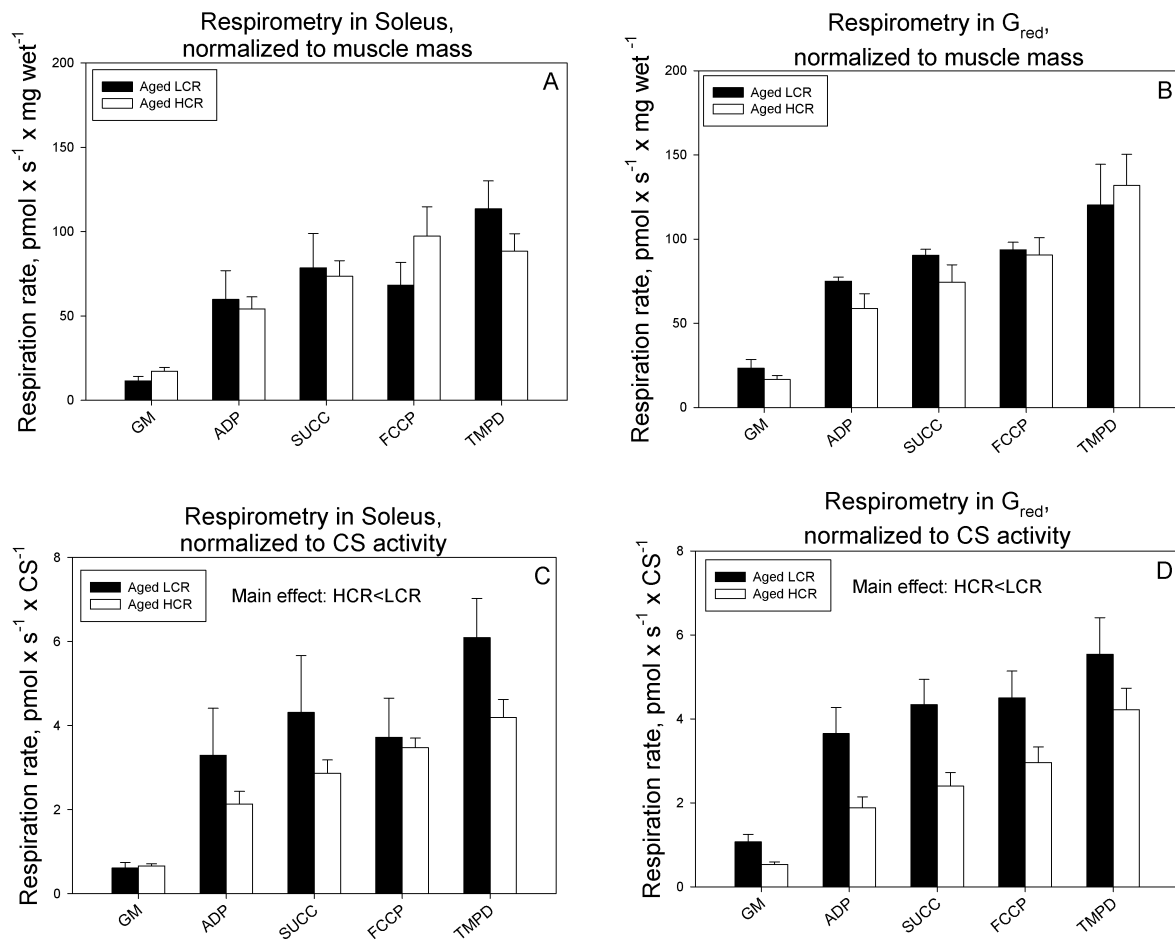 Respirometry in Soleus,
normalized to muscle mass
A
Aged LCR
Aged HCR
Respiration rate, pmol x s⁻¹ x mg wet⁻¹
200
150
100
50
0
GM
ADP
SUCC
FCCP
TMPD
Respirometry in Gred,
normalized to muscle mass
B
Aged LCR
Aged HCR
Respiration rate, pmol x s⁻¹ x mg wet⁻¹
200
150
100
50
0
GM
ADP
SUCC
FCCP
TMPD
Respirometry in Soleus,
normalized to CS activity
C
Aged LCR
Aged HCR
Main effect: HCR<LCR
Respiration rate, pmol x s⁻¹ x CS⁻¹
8
6
4
2
0
GM
ADP
SUCC
FCCP
TMPD
Respirometry in Gred,
normalized to CS activity
D
Aged LCR
Aged HCR
Main effect: HCR<LCR
Respiration rate, pmol x s⁻¹ x CS⁻¹
8
6
4
2
0
GM
ADP
SUCC
FCCP
TMPD